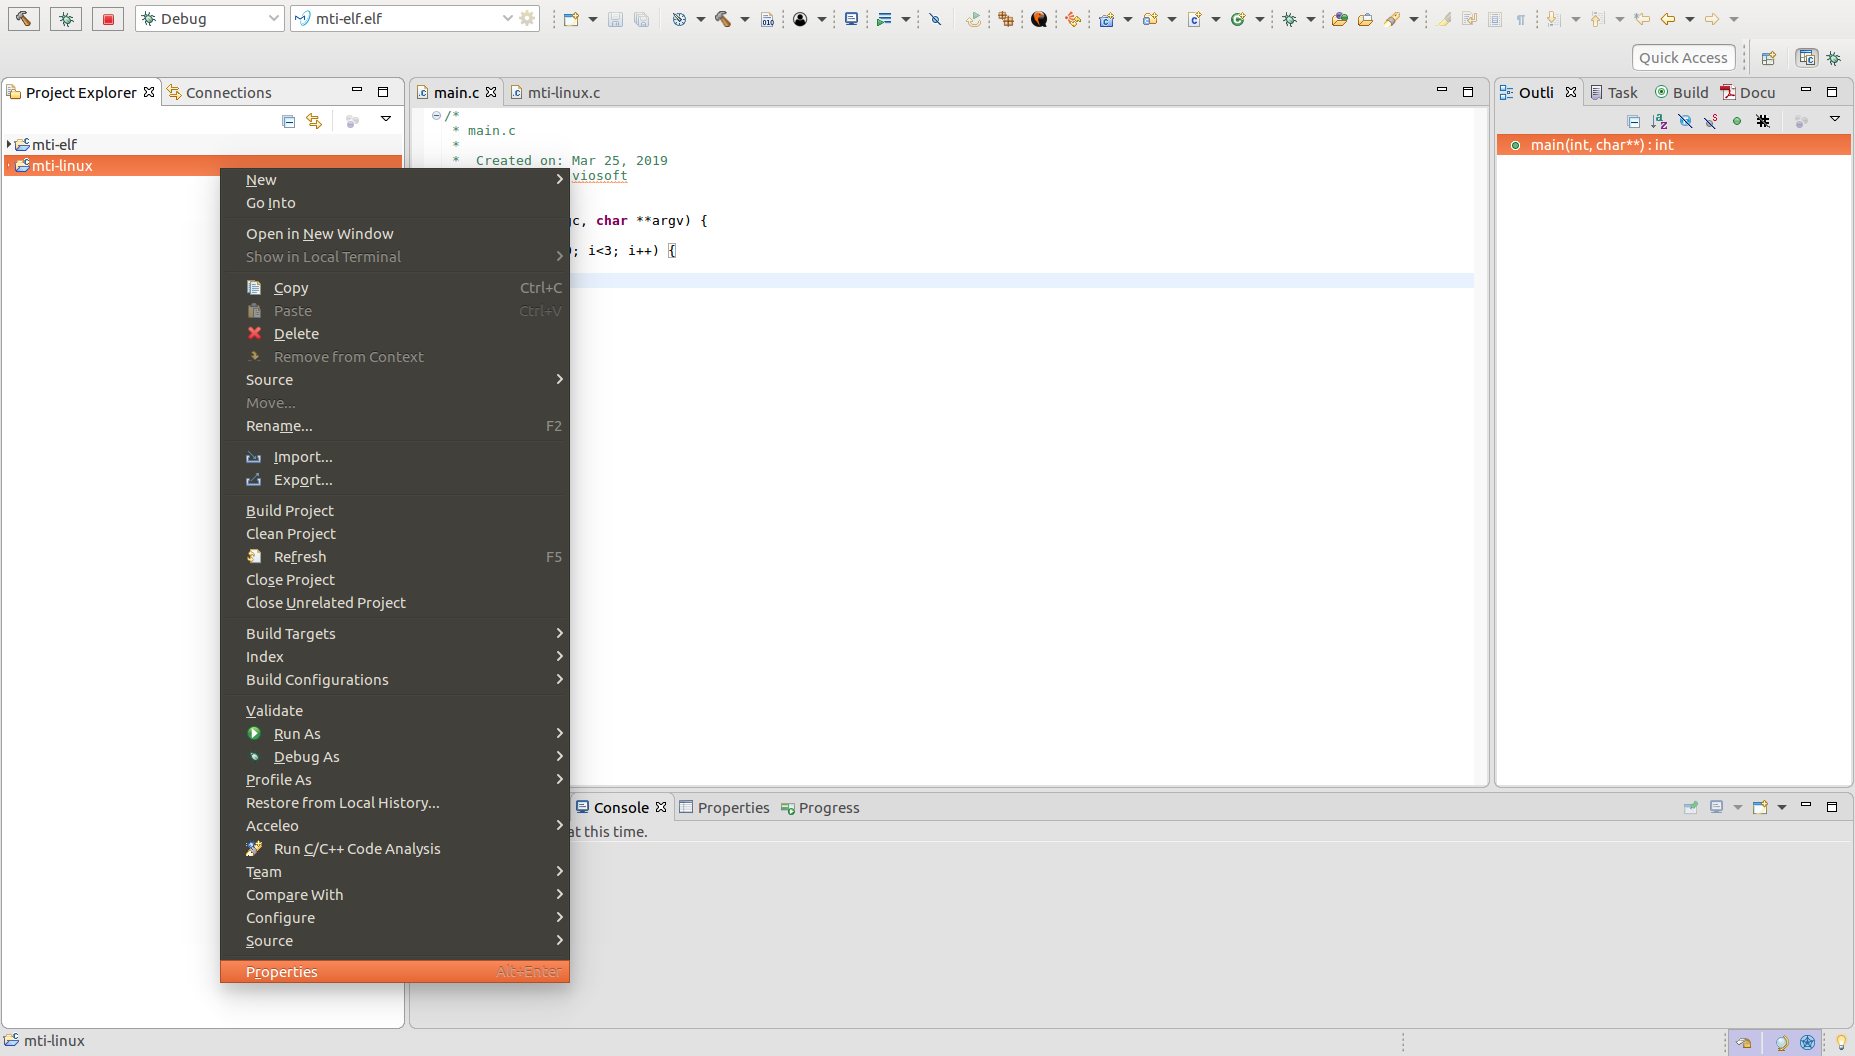 Debug
mti-elf.elf
010
Quick Access
Project Explorer
Connections
main.c
mti-linux.c
Outli
Task
Build
Docu
mti-elf
mti-linux
/*
* main.c
*
* Created on: Mar 25, 2019
viosoft
gc, char **argv) {
; i<3; i++) {
main(int, char**) : int
New
Go Into
Open in New Window
Show in Local Terminal
Copy Ctrl+C
Paste Ctrl+V
Delete
Remove from Context
Source
Move...
Rename... F2
Import...
Export...
Build Project
Clean Project
Refresh F5
Close Project
Close Unrelated Project
Build Targets
Index
Build Configurations
Validate
Run As
Debug As
Profile As
Restore from Local History...
Acceleo
Run C/C++ Code Analysis
Team
Compare With
Configure
Source
Properties Alt+Enter
Console
Properties
Progress
at this time.
mti-linux